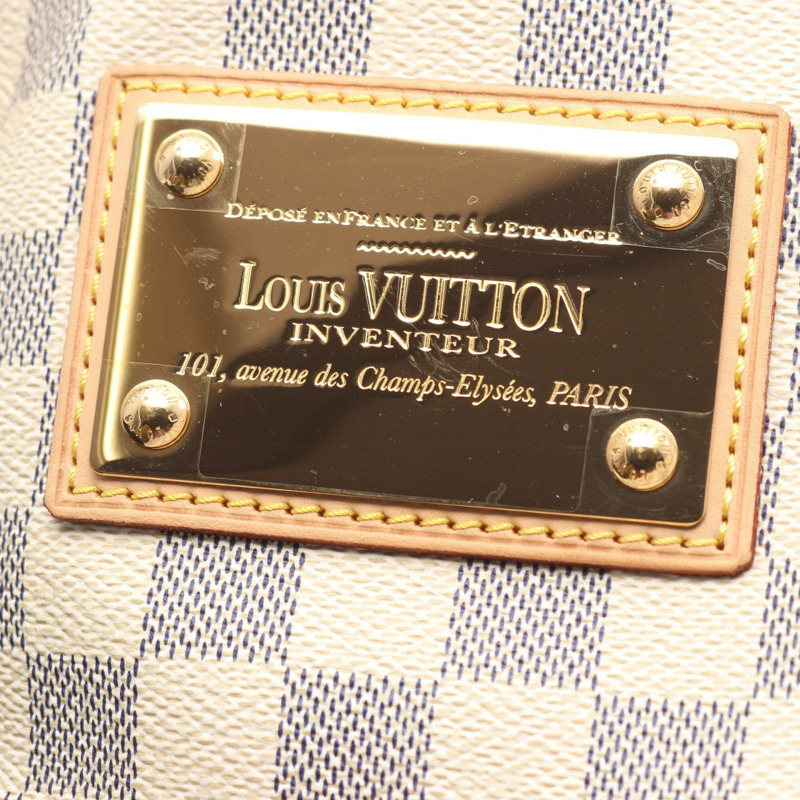 DÉPOSÉ EN FRANCE ET À L'ETRANGER
LOUIS VUITTON
INVENTEUR
101, avenue des Champs-Elysées, PARIS